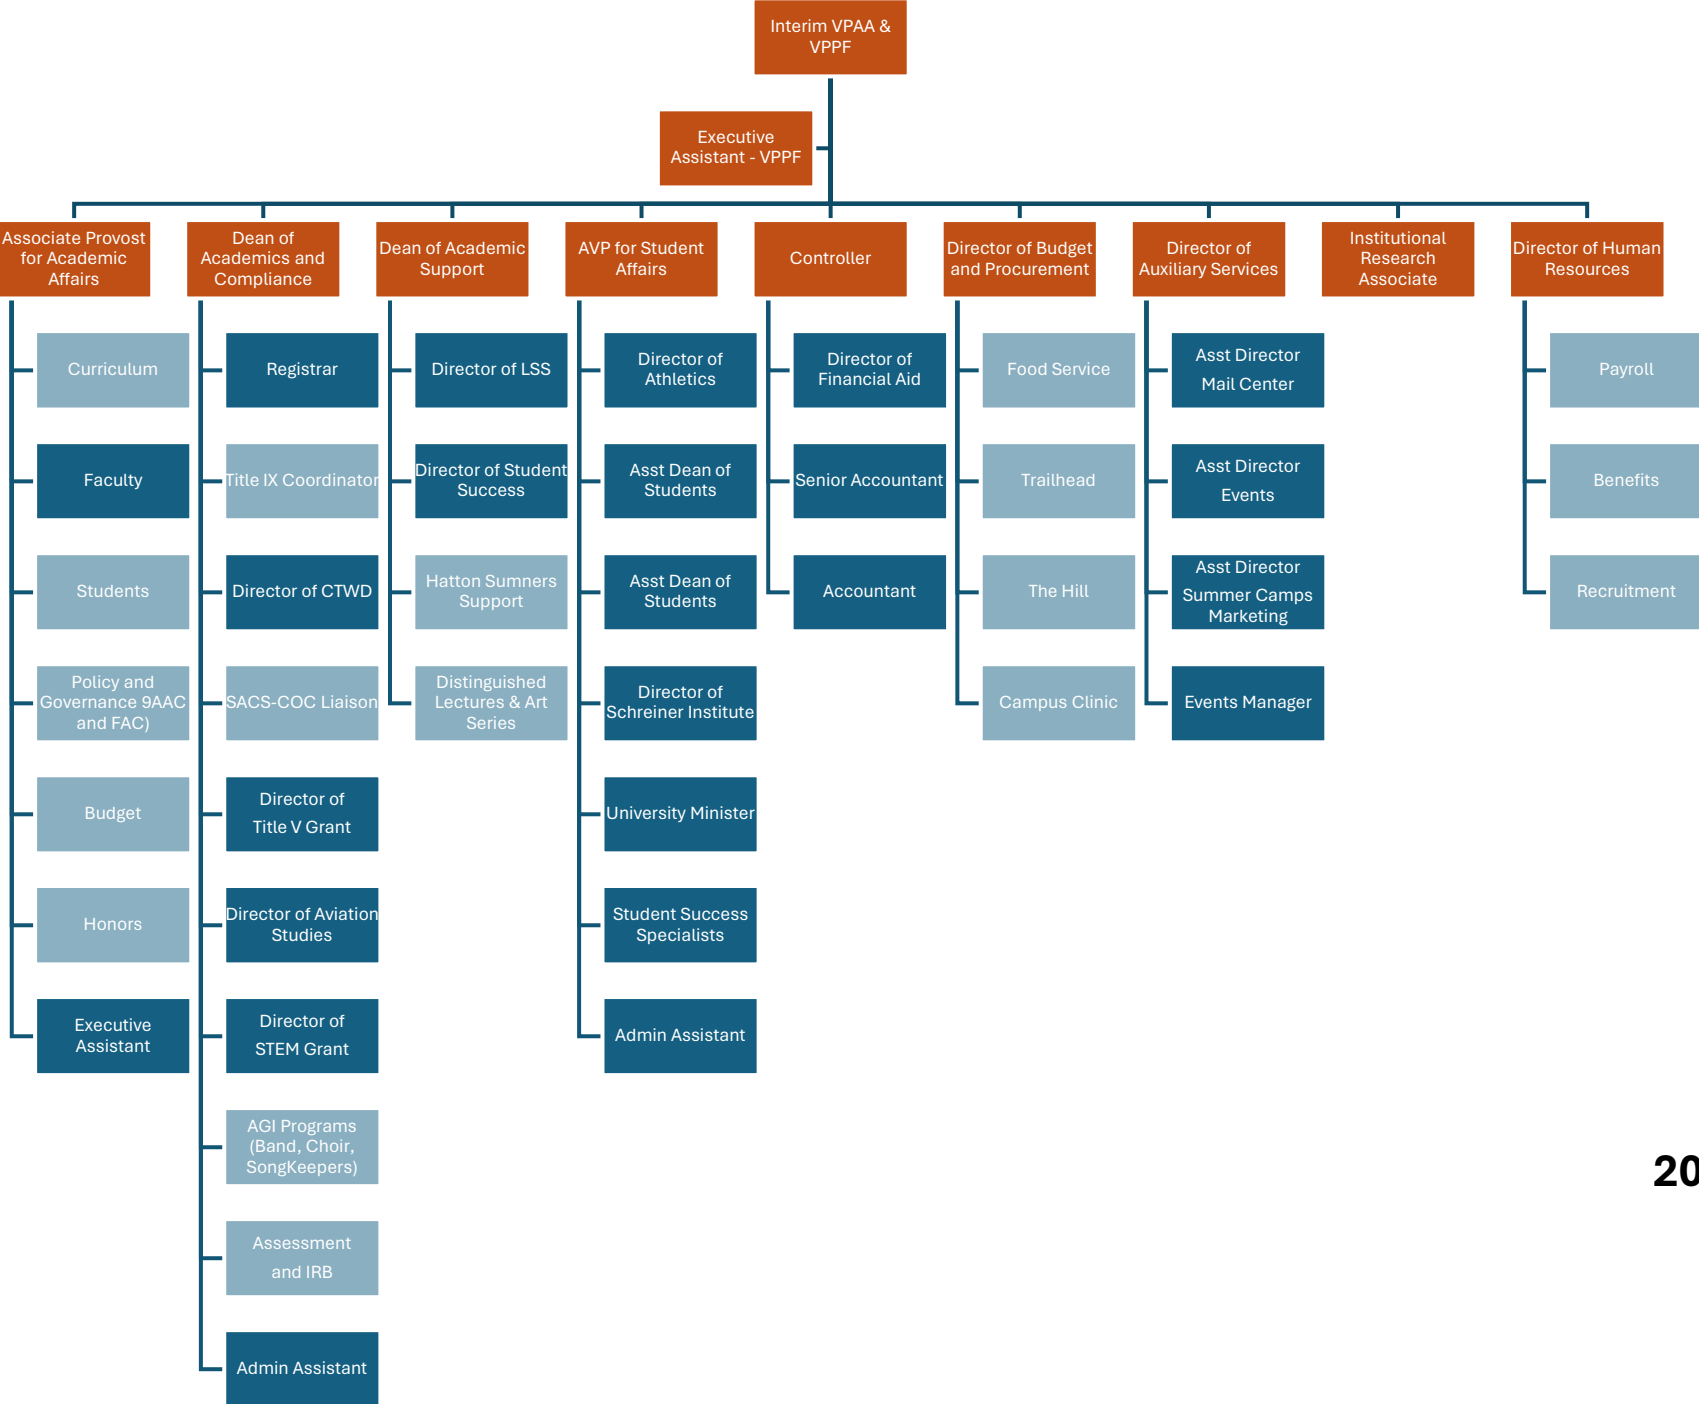 Interim VPAA &
VPPF
Executive
Assistant - VPPF
Associate Provost
for Academic
Affairs
Dean of
Academics and
Compliance
Dean of Academic
Support
AVP for Student
Affairs
Controller
Director of Budget
and Procurement
Director of
Auxiliary Services
Institutional
Research
Associate
Director of Human
Resources
Curriculum
Faculty
Students
Policy and
Governance 9AAC
and FAC)
Budget
Honors
Executive
Assistant
Registrar
Title IX Coordinator
Director of CTWD
SACS-COC Liaison
Director of
Title V Grant
Director of Aviation
Studies
Director of
STEM Grant
AGI Programs
(Band, Choir,
SongKeepers)
Assessment
and IRB
Admin Assistant
Director of LSS
Director of Student
Success
Hatton Sumners
Support
Distinguished
Lectures & Art
Series
Director of
Athletics
Asst Dean of
Students
Asst Dean of
Students
Director of
Schreiner Institute
University Minister
Student Success
Specialists
Admin Assistant
Director of
Financial Aid
Senior Accountant
Accountant
Food Service
Trailhead
The Hill
Campus Clinic
Asst Director
Mail Center
Asst Director
Events
Asst Director
Summer Camps
Marketing
Events Manager
Payroll
Benefits
Recruitment
20